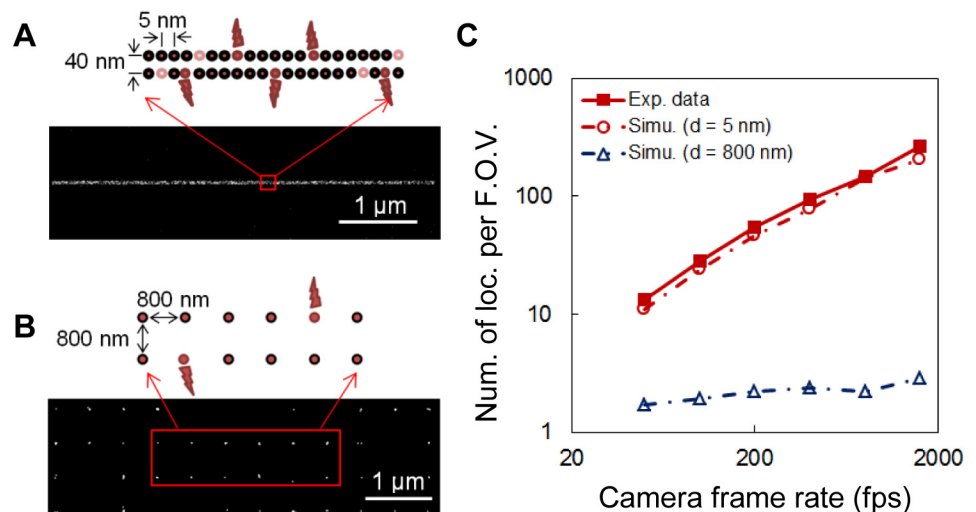 A
5 nm
40 nm
1 µm
B
800 nm
800 nm
1 µm
C
Num. of loc. per F.O.V.
1000
100
10
1
Exp. data
Simu. (d = 5 nm)
Simu. (d = 800 nm)
20
200
2000
Camera frame rate (fps)